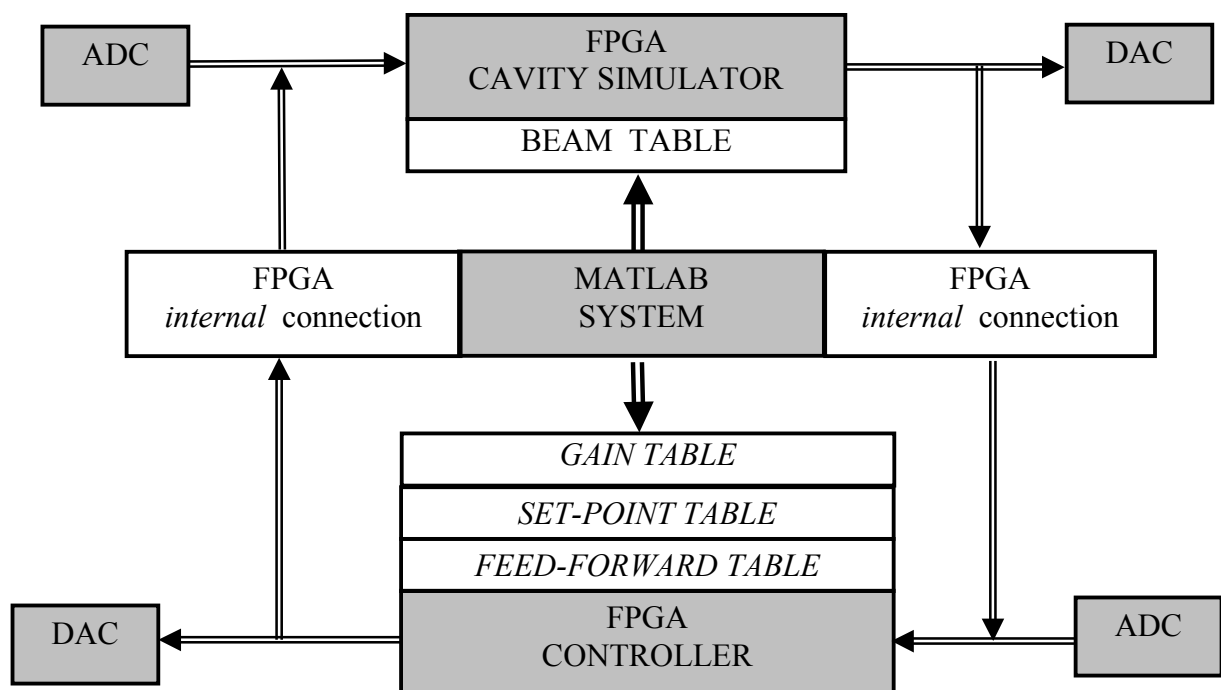 ADC
FPGA
CAVITY SIMULATOR
DAC
BEAM TABLE
FPGA
internal connection
MATLAB
SYSTEM
FPGA
internal connection
GAIN TABLE
SET-POINT TABLE
FEED-FORWARD TABLE
DAC
FPGA
CONTROLLER
ADC